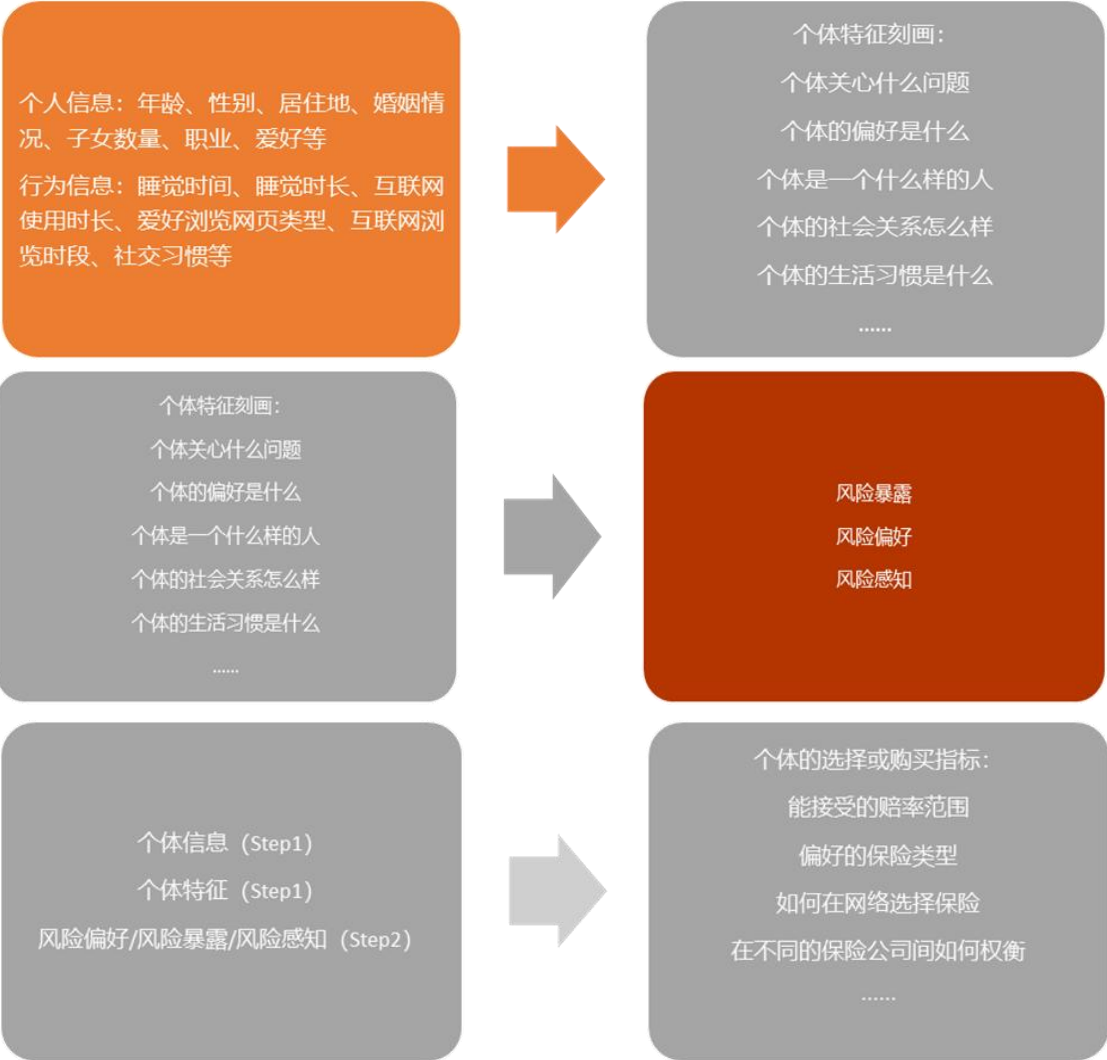 个人信息：年龄、性别、居住地、婚姻情
况、子女数量、职业、爱好等
行为信息：睡觉时间、睡觉时长、互联网
使用时长、爱好浏览网页类型、互联网浏
览时段、社交习惯等
个体特征刻画：
个体关心什么问题
个体的偏好是什么
个体是一个什么样的人
个体的社会关系怎么样
个体的生活习惯是什么
......
个体特征刻画：
个体关心什么问题
个体的偏好是什么
个体是一个什么样的人
个体的社会关系怎么样
个体的生活习惯是什么
......
风险暴露
风险偏好
风险感知
个体信息（Step1）
个体特征（Step1）
风险偏好/风险暴露/风险感知（Step2）
个体的选择或购买指标：
能接受的赔率范围
偏好的保险类型
如何在网络选择保险
在不同的保险公司间如何权衡
......